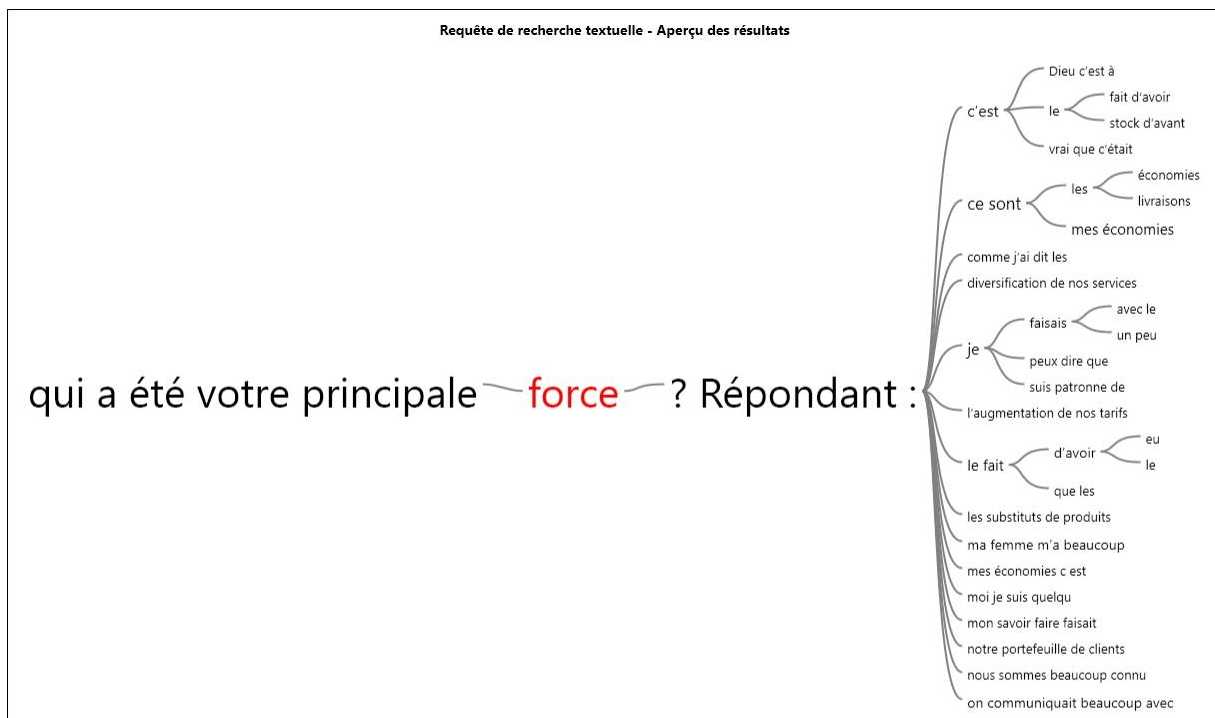 Requête de recherche textuelle - Aperçu des résultats
qui a été votre principale force ? Répondant :
c'est
Dieu c'est à
le
fait d'avoir
stock d'avant
vrai que c'était
ce sont
les
économies
livraisons
mes économies
comme j'ai dit les
diversification de nos services
je
faisais
avec le
un peu
peux dire que
suis patronne de
l'augmentation de nos tarifs
le fait
d'avoir
eu
le
que les
les substituts de produits
ma femme m'a beaucoup
mes économies c est
moi je suis quelqu
mon savoir faire faisait
notre portefeuille de clients
nous sommes beaucoup connu
on communiquait beaucoup avec